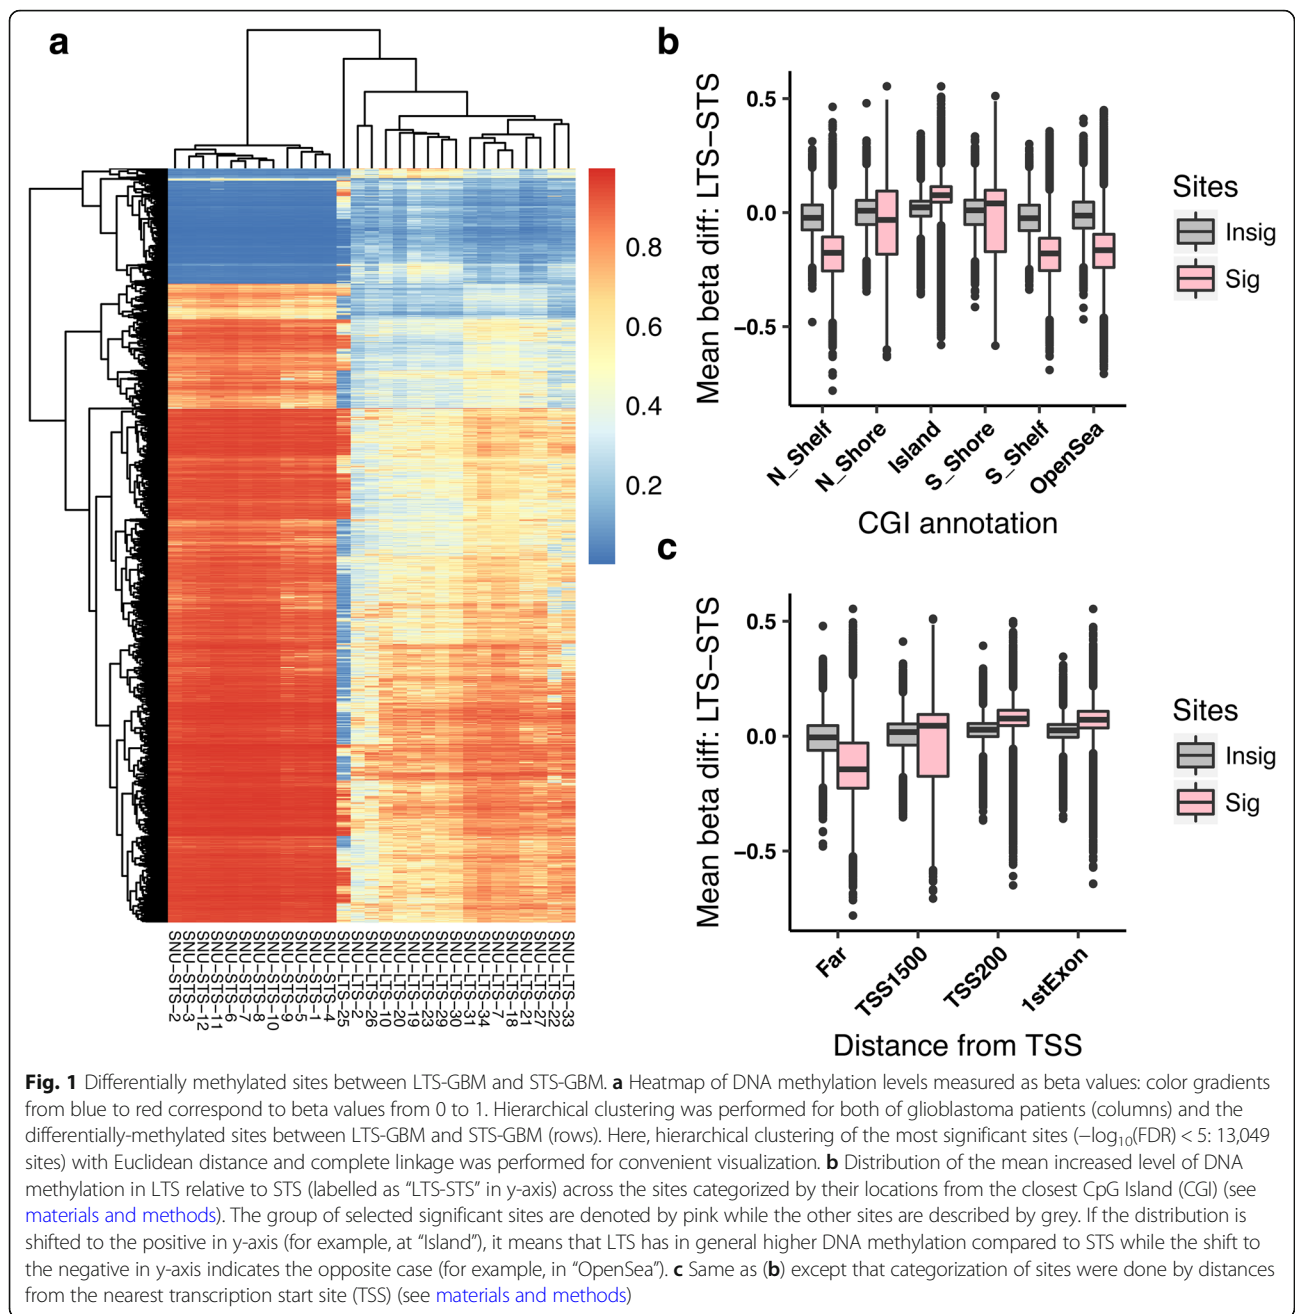 a
0.8
0.6
0.4
0.2
SNU-STS-2
SNU-STS-3
SNU-STS-12
SNU-STS-11
SNU-STS-6
SNU-STS-7
SNU-STS-8
SNU-STS-10
SNU-STS-9
SNU-STS-5
SNU-STS-1
SNU-STS-4
SNU-LTS-25
SNU-LTS-2
SNU-LTS-26
SNU-LTS-10
SNU-LTS-20
SNU-LTS-19
SNU-LTS-23
SNU-LTS-29
SNU-LTS-30
SNU-LTS-31
SNU-LTS-34
SNU-LTS-7
SNU-LTS-18
SNU-LTS-21
SNU-LTS-27
SNU-LTS-22
SNU-LTS-33
b
Mean beta diff: LTS−STS
0.5
0.0
−0.5
N_Shelf
N_Shore
Island
S_Shore
S_Shelf
OpenSea
CGI annotation
Sites
Insig
Sig
c
Mean beta diff: LTS−STS
0.5
0.0
−0.5
Far
TSS1500
TSS200
1stExon
Distance from TSS
Sites
Insig
Sig
Fig. 1 Differentially methylated sites between LTS-GBM and STS-GBM. a Heatmap of DNA methylation levels measured as beta values: color gradients
from blue to red correspond to beta values from 0 to 1. Hierarchical clustering was performed for both of glioblastoma patients (columns) and the
differentially-methylated sites between LTS-GBM and STS-GBM (rows). Here, hierarchical clustering of the most significant sites (−log10(FDR) < 5: 13,049
sites) with Euclidean distance and complete linkage was performed for convenient visualization. b Distribution of the mean increased level of DNA
methylation in LTS relative to STS (labelled as “LTS-STS” in y-axis) across the sites categorized by their locations from the closest CpG Island (CGI) (see
materials and methods). The group of selected significant sites are denoted by pink while the other sites are described by grey. If the distribution is
shifted to the positive in y-axis (for example, at “Island”), it means that LTS has in general higher DNA methylation compared to STS while the shift to
the negative in y-axis indicates the opposite case (for example, in “OpenSea”). c Same as (b) except that categorization of sites were done by distances
from the nearest transcription start site (TSS) (see materials and methods)